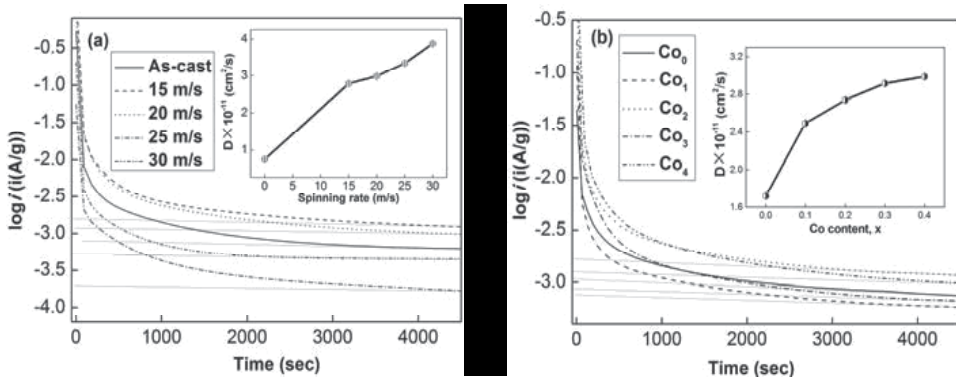 (a)
As-cast
15 m/s
20 m/s
25 m/s
30 m/s
-0.5
-1.0
-1.5
-2.0
-2.5
-3.0
-3.5
-4.0
log i(i(A/g))
0 1000 2000 3000 4000
Time (sec)
D×10⁻¹¹ (cm²/s)
4
3
2
1
0 5 10 15 20 25 30
Spinning rate (m/s)
(b)
Co₀
Co₁
Co₂
Co₃
Co₄
-0.5
-1.0
-1.5
-2.0
-2.5
-3.0
log i(i(A/g))
0 1000 2000 3000 4000
Time (sec)
D×10⁻¹¹ (cm²/s)
3.2
2.8
2.4
2.0
1.6
0.0 0.1 0.2 0.3 0.4
Co content, x